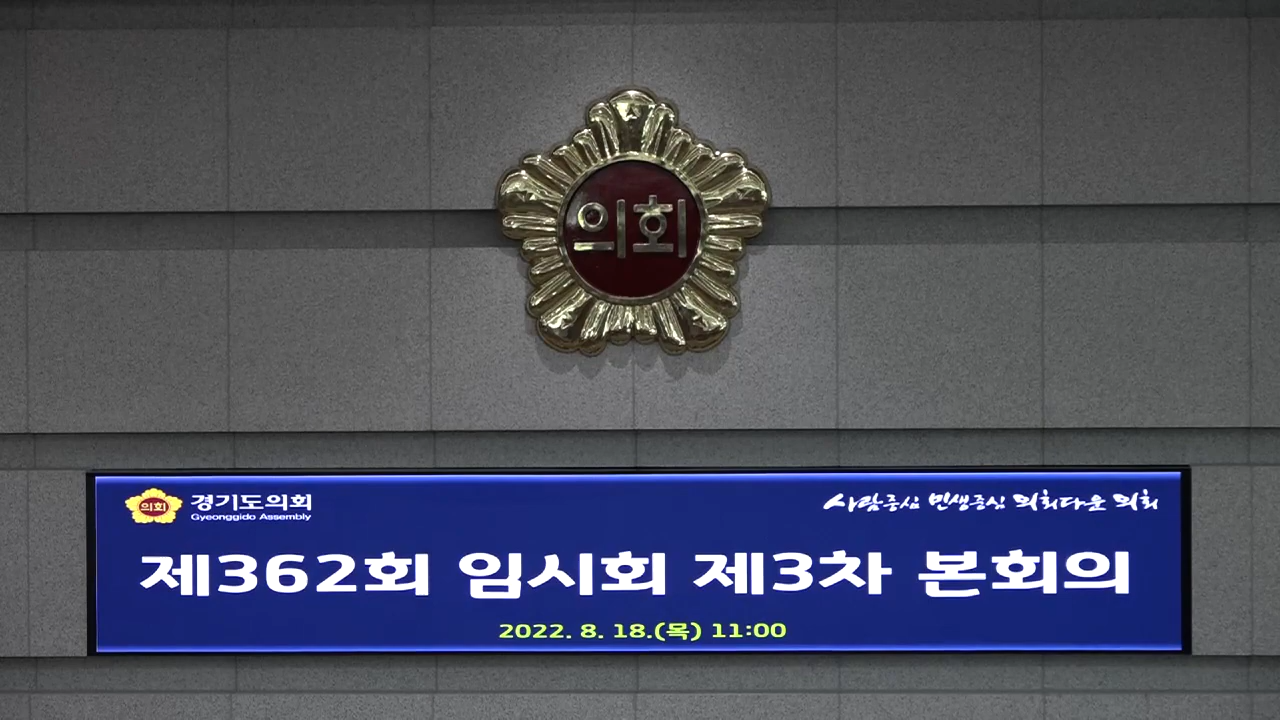 의회
의회 경기도의회
Gyeonggido Assembly
사람중심 민생중심 의회다운 의회
제362회 임시회 제3차 본회의
2022. 8. 18.(목) 11:00